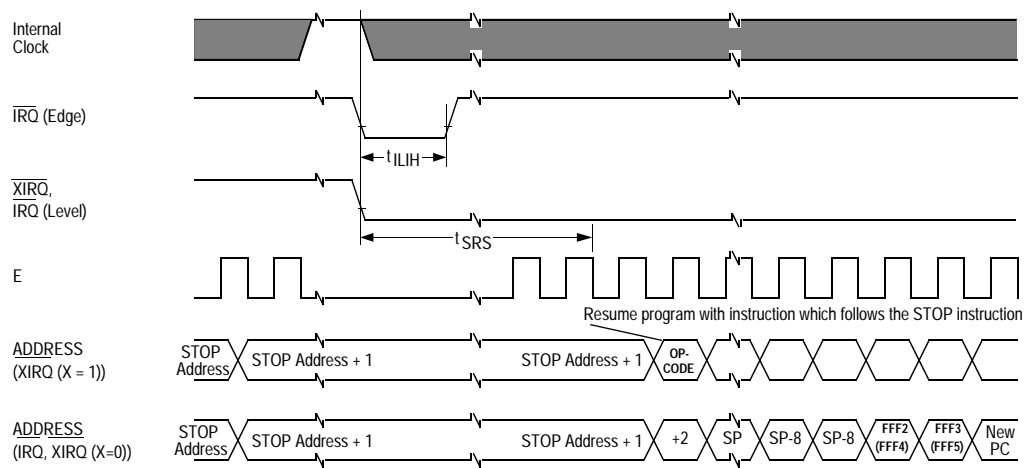 Internal
Clock
IRQ (Edge)
tILIH
XIRQ,
IRQ (Level)
tSRS
E
Resume program with instruction which follows the STOP instruction
ADDRESS
(XIRQ (X = 1))
STOP
Address
STOP Address + 1
STOP Address + 1
OP-
CODE
ADDRESS
(IRQ, XIRQ (X=0))
STOP
Address
STOP Address + 1
STOP Address + 1
+2
SP
SP-8
SP-8
FFF2
(FFF4)
FFF3
(FFF5)
New
PC